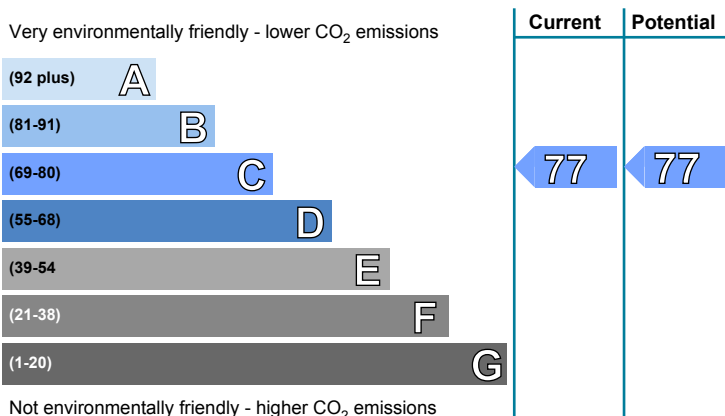 Current Potential
Very environmentally friendly - lower CO₂ emissions
(92 plus) A
(81-91) B
(69-80) C 77 77
(55-68) D
(39-54 E
(21-38) F
(1-20) G
Not environmentally friendly - higher CO₂ emissions